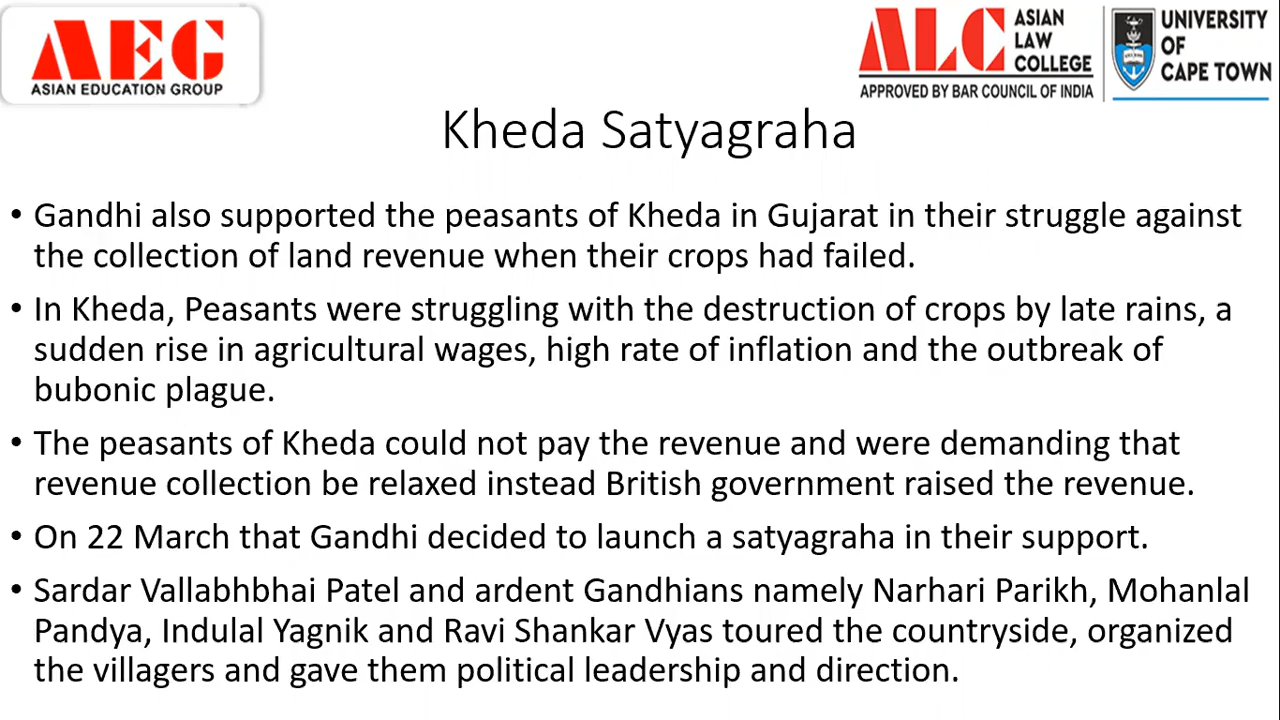 AEG
ASIAN EDUCATION GROUP
ALC ASIAN
LAW
COLLEGE
APPROVED BY BAR COUNCIL OF INDIA
UNIVERSITY
OF
CAPE TOWN
Kheda Satyagraha
• Gandhi also supported the peasants of Kheda in Gujarat in their struggle against
the collection of land revenue when their crops had failed.
• In Kheda, Peasants were struggling with the destruction of crops by late rains, a
sudden rise in agricultural wages, high rate of inflation and the outbreak of
bubonic plague.
• The peasants of Kheda could not pay the revenue and were demanding that
revenue collection be relaxed instead British government raised the revenue.
• On 22 March that Gandhi decided to launch a satyagraha in their support.
• Sardar Vallabhbhai Patel and ardent Gandhians namely Narhari Parikh, Mohanlal
Pandya, Indulal Yagnik and Ravi Shankar Vyas toured the countryside, organized
the villagers and gave them political leadership and direction.